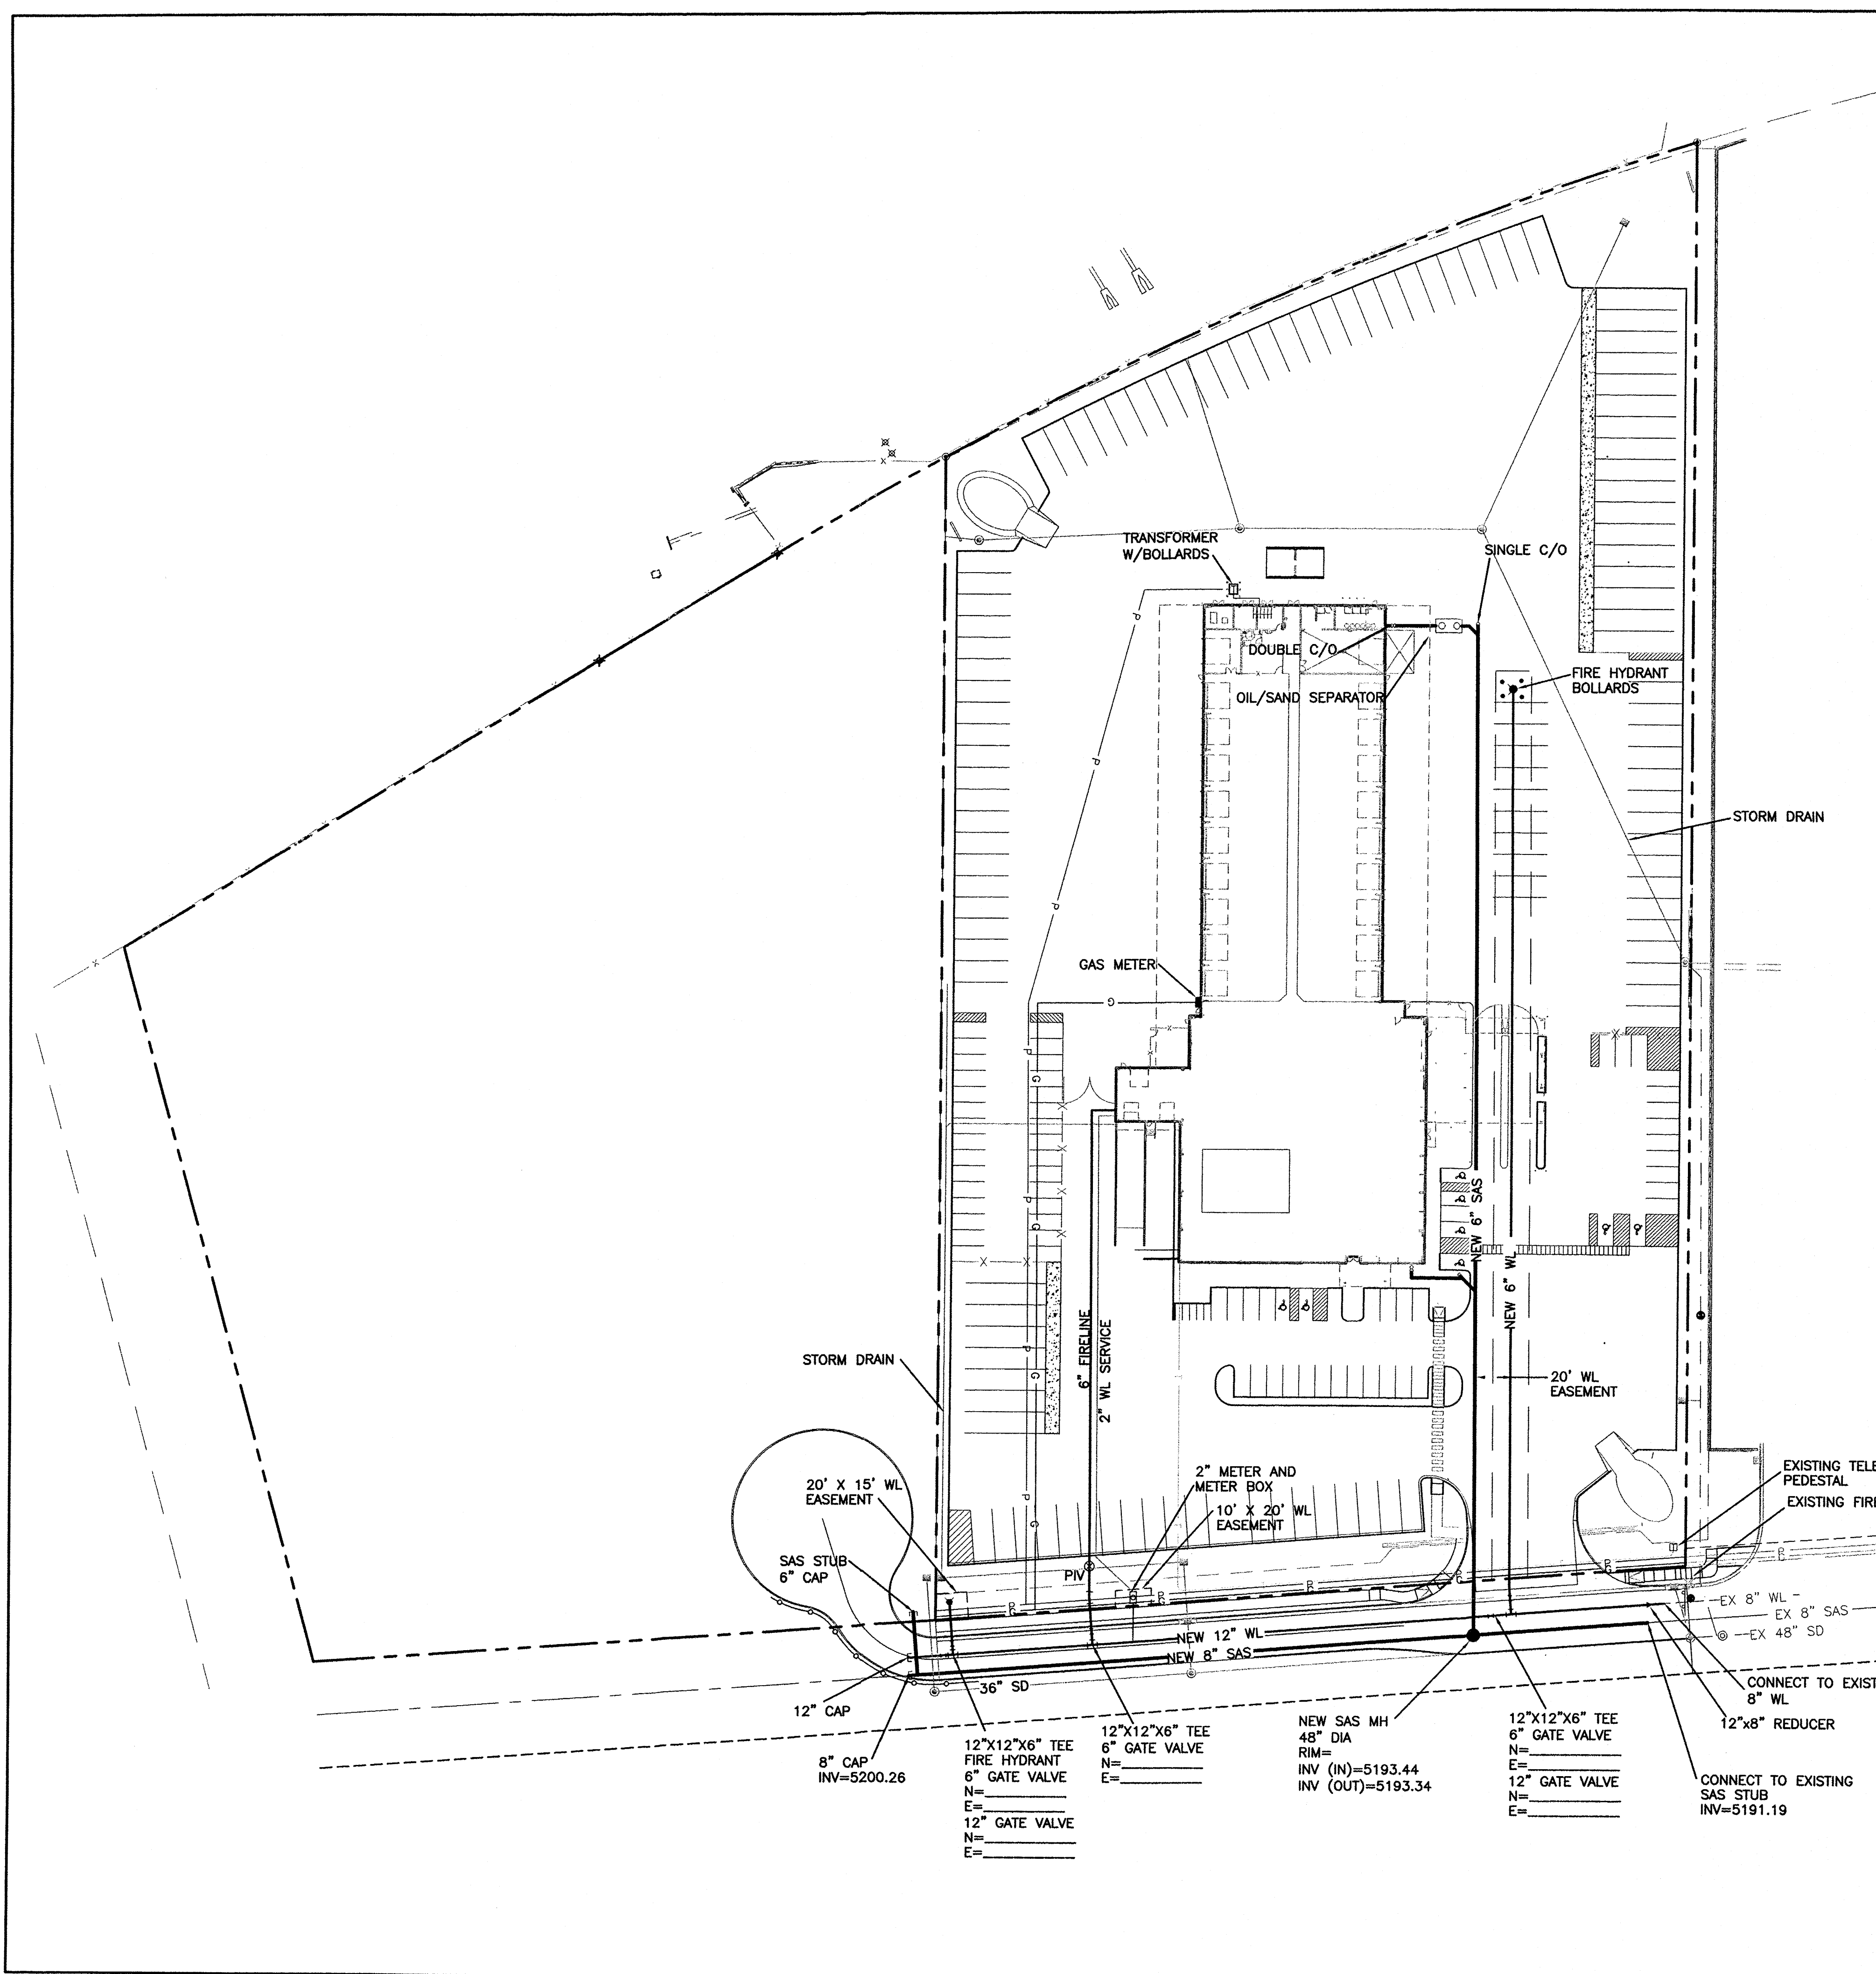 TRANSFORMER
W/BOLLARDS
SINGLE C/O
DOUBLE C/O
OIL/SAND SEPARATOR
FIRE HYDRANT
BOLLARDS
STORM DRAIN
GAS METER
P
P
P
G
P
G
P
G
P
G
P
G
X
X
X
X
X
X
X
X
NEW 6" SAS
NEW 6" WL
6" FIRELINE
2" WL SERVICE
STORM DRAIN
20' WL
EASEMENT
20' X 15' WL
EASEMENT
2" METER AND
METER BOX
10' X 20' WL
EASEMENT
EXISTING TELE
PEDESTAL
EXISTING FIR
SAS STUB
6" CAP
PIV
EX 8" WL
EX 8" SAS
EX 48" SD
NEW 12" WL
NEW 8" SAS
36" SD
12" CAP
8" CAP
INV=5200.26
12"X12"X6" TEE
FIRE HYDRANT
6" GATE VALVE
N=
E=
12" GATE VALVE
N=
E=
12"X12"X6" TEE
6" GATE VALVE
N=
E=
NEW SAS MH
48" DIA
RIM=
INV (IN)=5193.44
INV (OUT)=5193.34
12"X12"X6" TEE
6" GATE VALVE
N=
E=
12" GATE VALVE
N=
E=
CONNECT TO EXIST
8" WL
12"x8" REDUCER
CONNECT TO EXISTING
SAS STUB
INV=5191.19